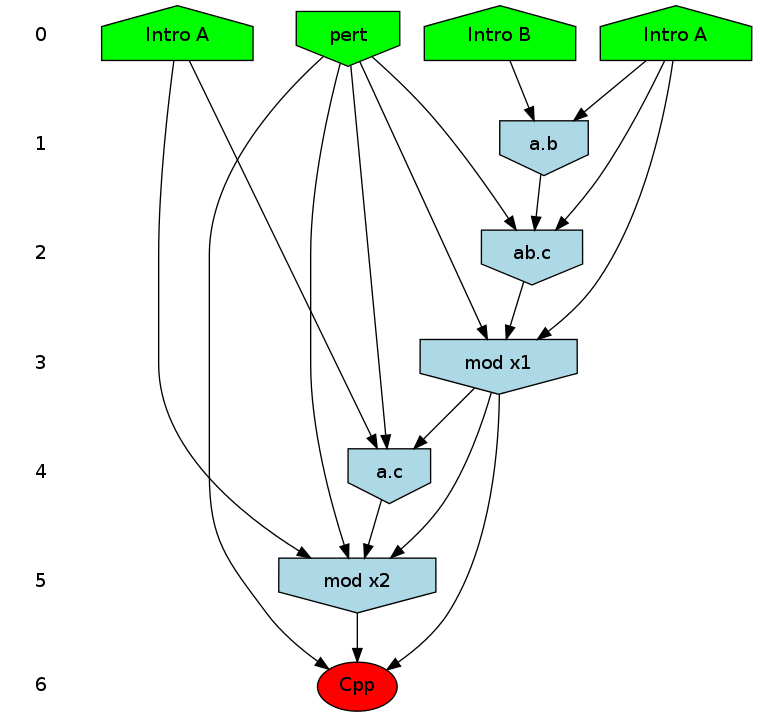 0 Intro A pert Intro B Intro A
1 a.b
2 ab.c
3 mod x1
4 a.c
5 mod x2
6 Cpp